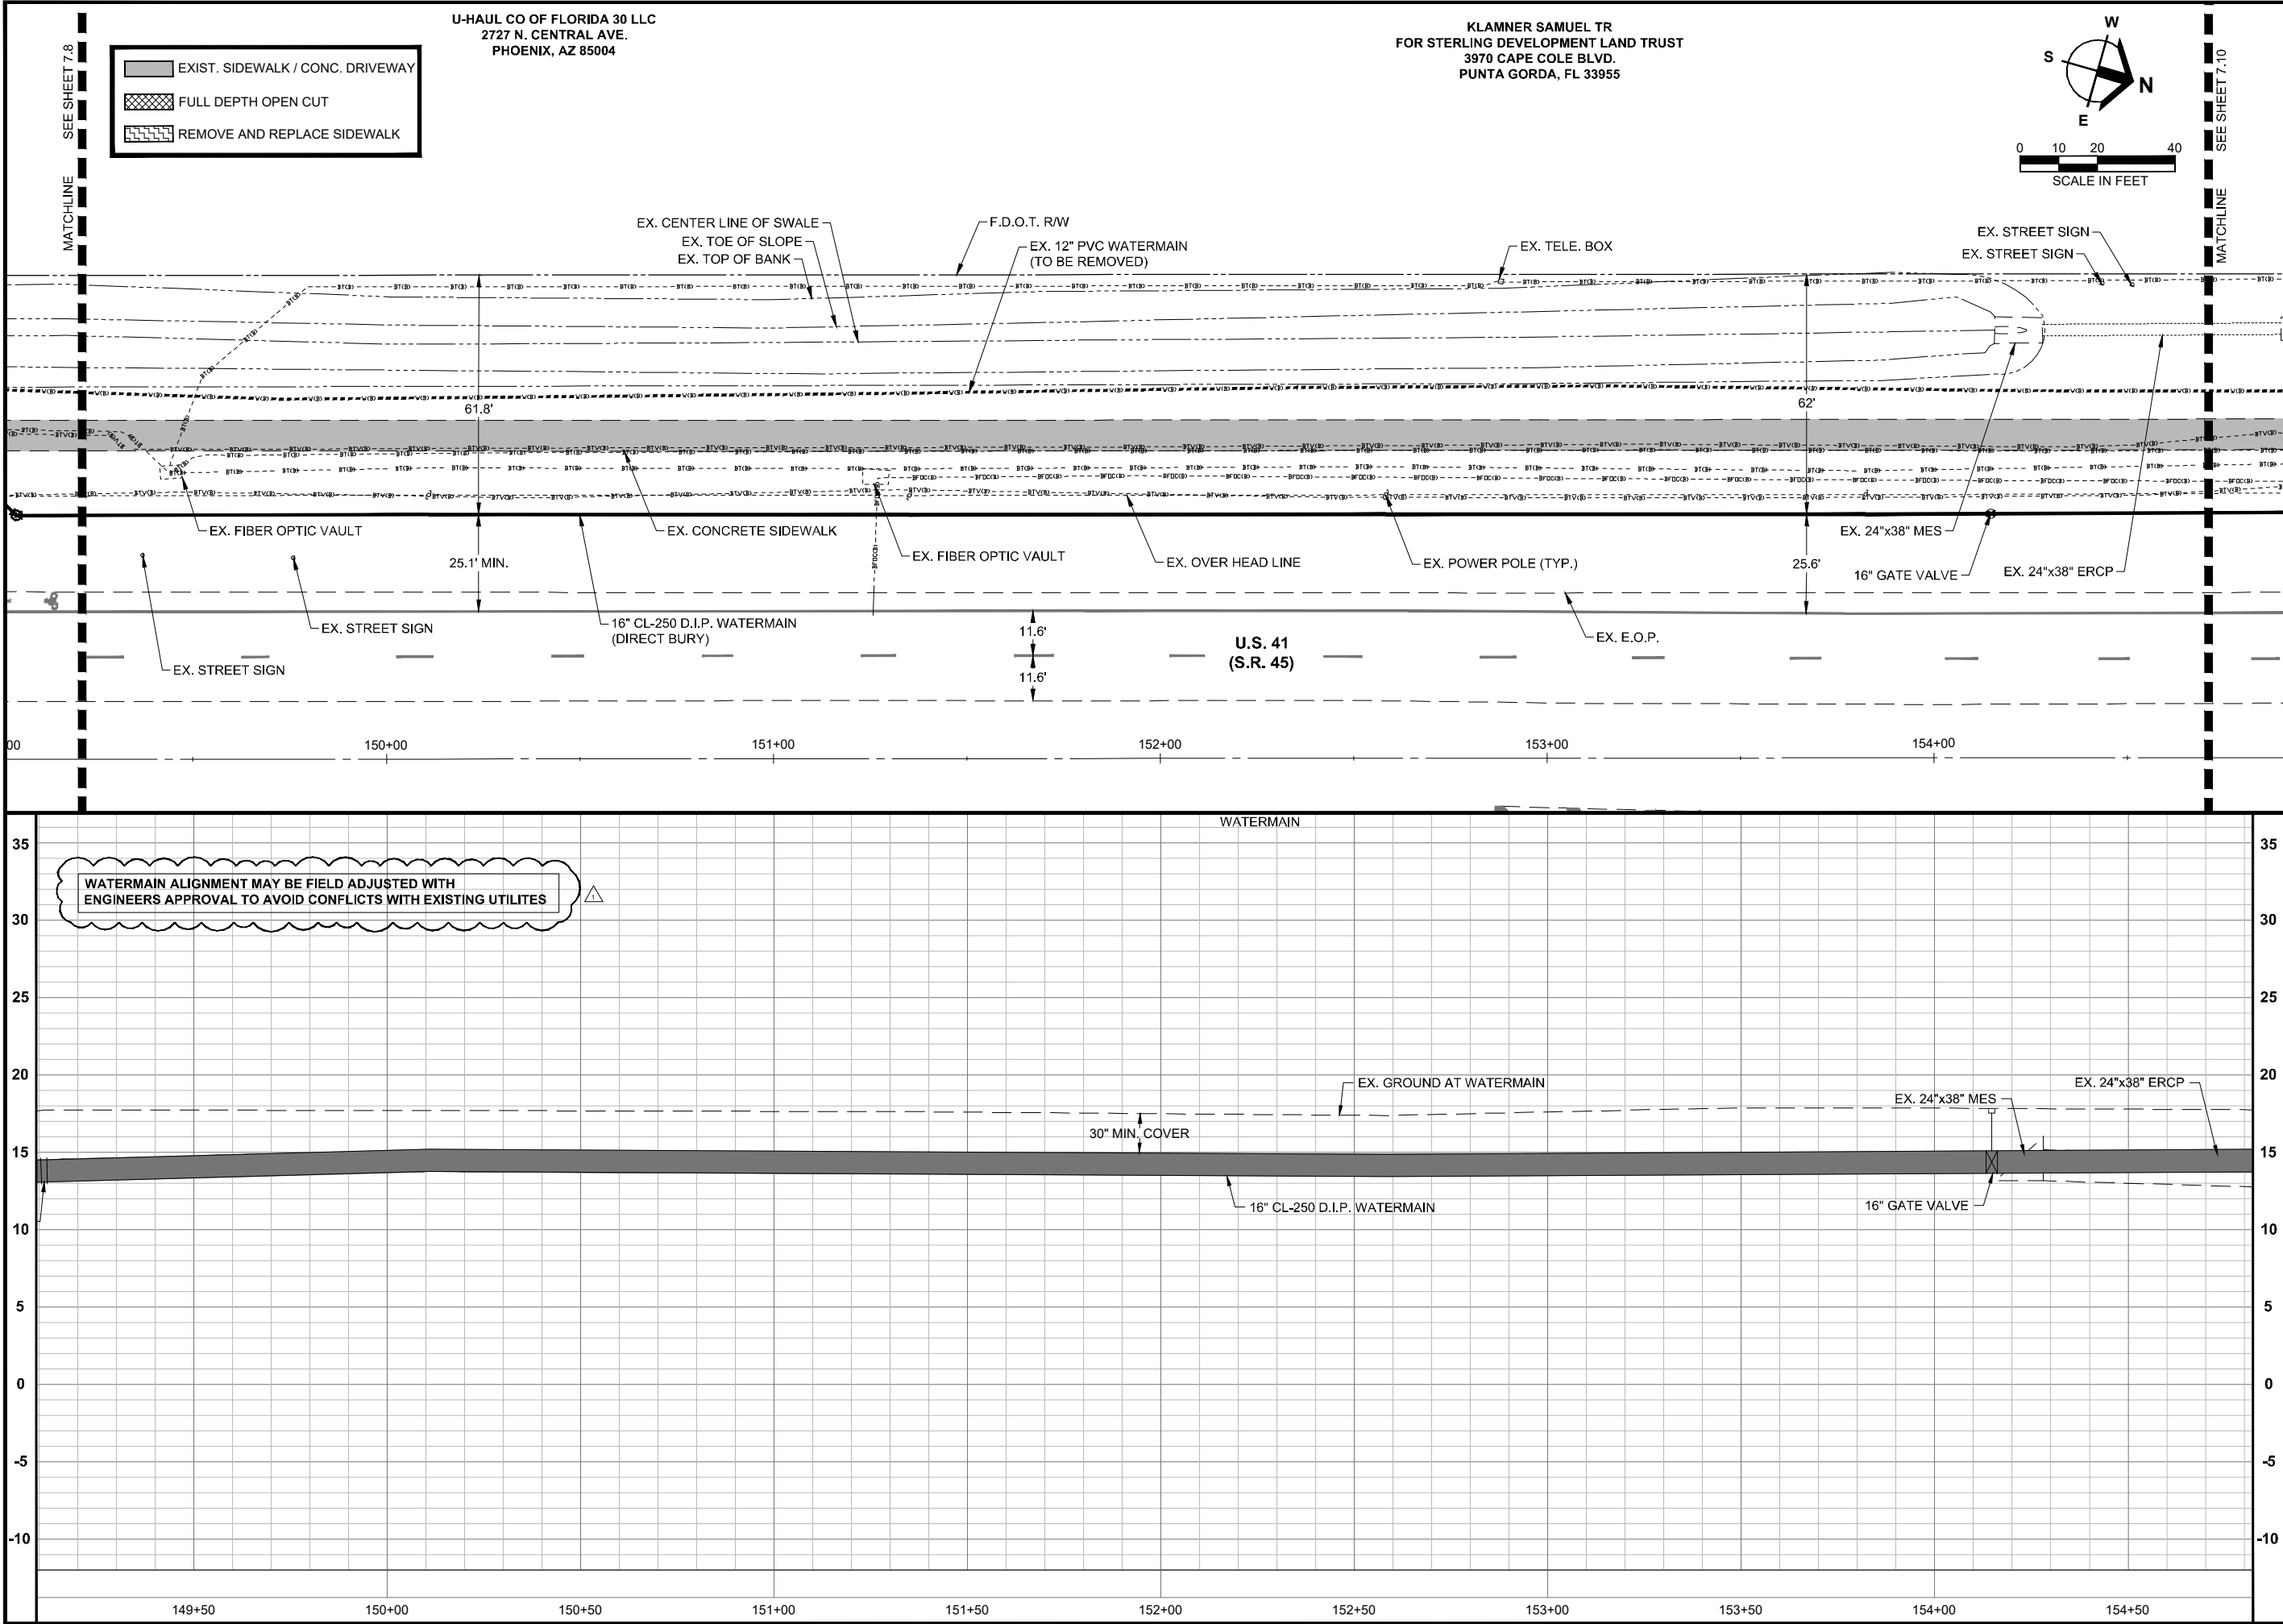 U-HAUL CO OF FLORIDA 30 LLC
2727 N. CENTRAL AVE.
PHOENIX, AZ 85004
KLAMNER SAMUEL TR
FOR STERLING DEVELOPMENT LAND TRUST
3970 CAPE COLE BLVD.
PUNTA GORDA, FL 33955
MATCHLINE SEE SHEET 7.8
EXIST. SIDEWALK / CONC. DRIVEWAY
FULL DEPTH OPEN CUT
REMOVE AND REPLACE SIDEWALK
W
S
N
E
0 10 20 40
SCALE IN FEET
MATCHLINE SEE SHEET 7.10
EX. CENTER LINE OF SWALE
EX. TOE OF SLOPE
EX. TOP OF BANK
F.D.O.T. R/W
EX. 12" PVC WATERMAIN
(TO BE REMOVED)
EX. TELE. BOX
EX. STREET SIGN
EX. STREET SIGN
61.8'
62'
EX. FIBER OPTIC VAULT
25.1' MIN.
EX. CONCRETE SIDEWALK
EX. FIBER OPTIC VAULT
EX. OVER HEAD LINE
EX. POWER POLE (TYP.)
25.6'
EX. 24"x38" MES
16" GATE VALVE
EX. 24"x38" ERCP
EX. STREET SIGN
EX. STREET SIGN
16" CL-250 D.I.P. WATERMAIN
(DIRECT BURY)
11.6'
11.6'
U.S. 41
(S.R. 45)
EX. E.O.P.
00 150+00 151+00 152+00 153+00 154+00
WATERMAIN
WATERMAIN ALIGNMENT MAY BE FIELD ADJUSTED WITH
ENGINEERS APPROVAL TO AVOID CONFLICTS WITH EXISTING UTILITES
35 35
30 30
25 25
20 20
15 15
10 10
5 5
0 0
-5 -5
-10 -10
EX. GROUND AT WATERMAIN
30" MIN. COVER
16" CL-250 D.I.P. WATERMAIN
EX. 24"x38" ERCP
EX. 24"x38" MES
16" GATE VALVE
149+50 150+00 150+50 151+00 151+50 152+00 152+50 153+00 153+50 154+00 154+50